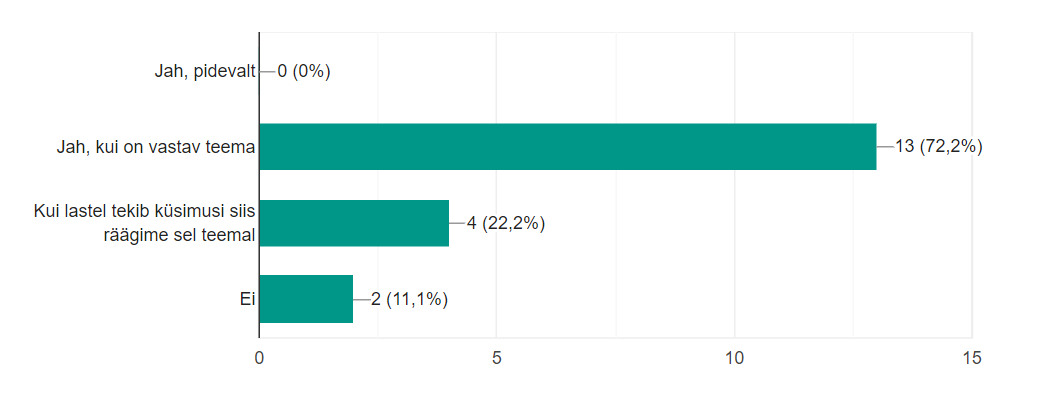 Jah, pidevalt 0 (0%)
Jah, kui on vastav teema 13 (72,2%)
Kui lastel tekib küsimusi siis
räägime sel teemal 4 (22,2%)
Ei 2 (11,1%)
0 5 10 15